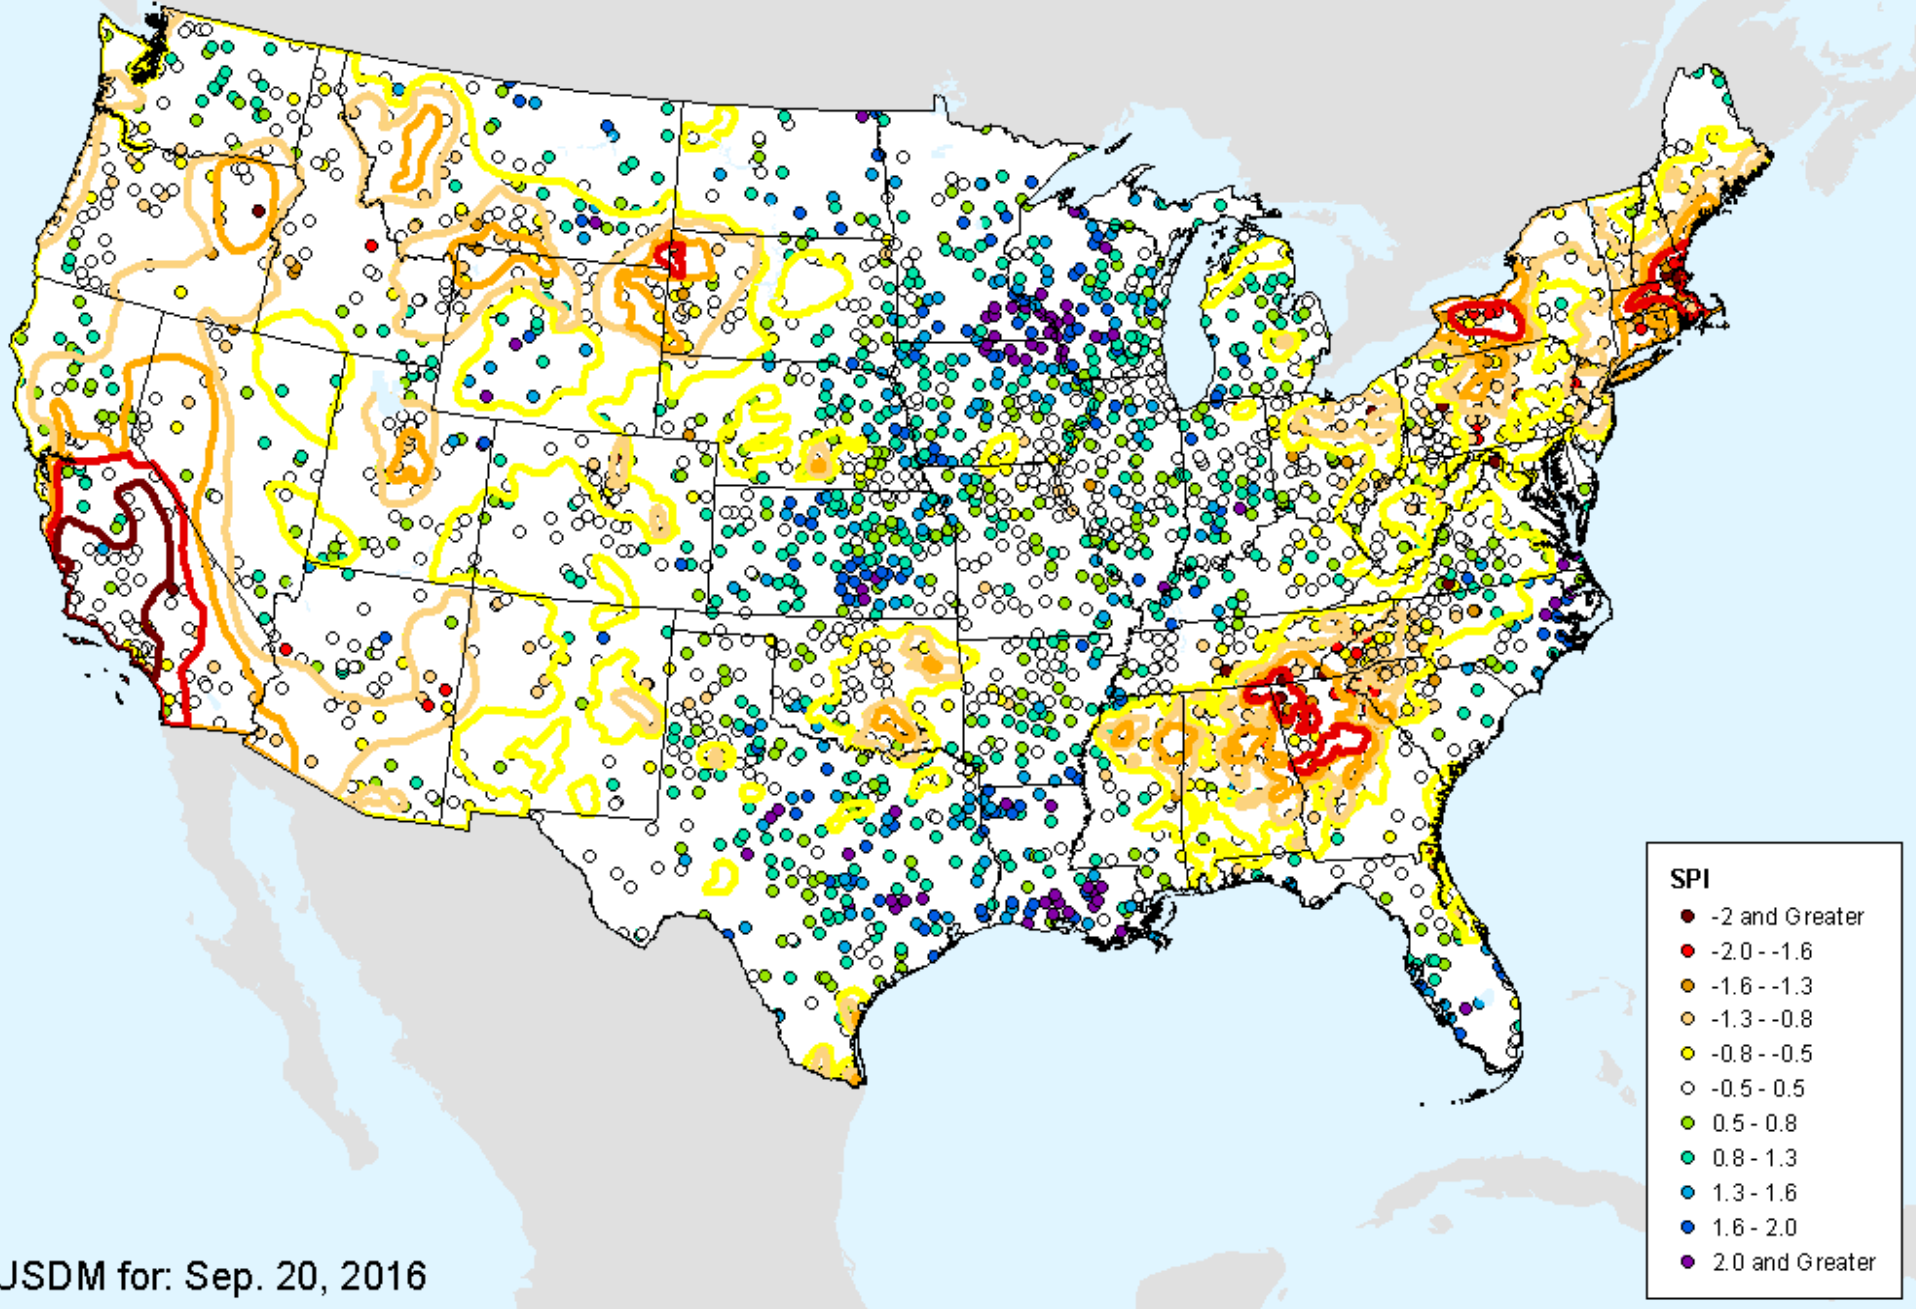 SPI
-2 and Greater
-2.0 - -1.6
-1.6 - -1.3
-1.3 - -0.8
-0.8 - -0.5
-0.5 - 0.5
0.5 - 0.8
0.8 - 1.3
1.3 - 1.6
1.6 - 2.0
2.0 and Greater
USDM for: Sep. 20, 2016